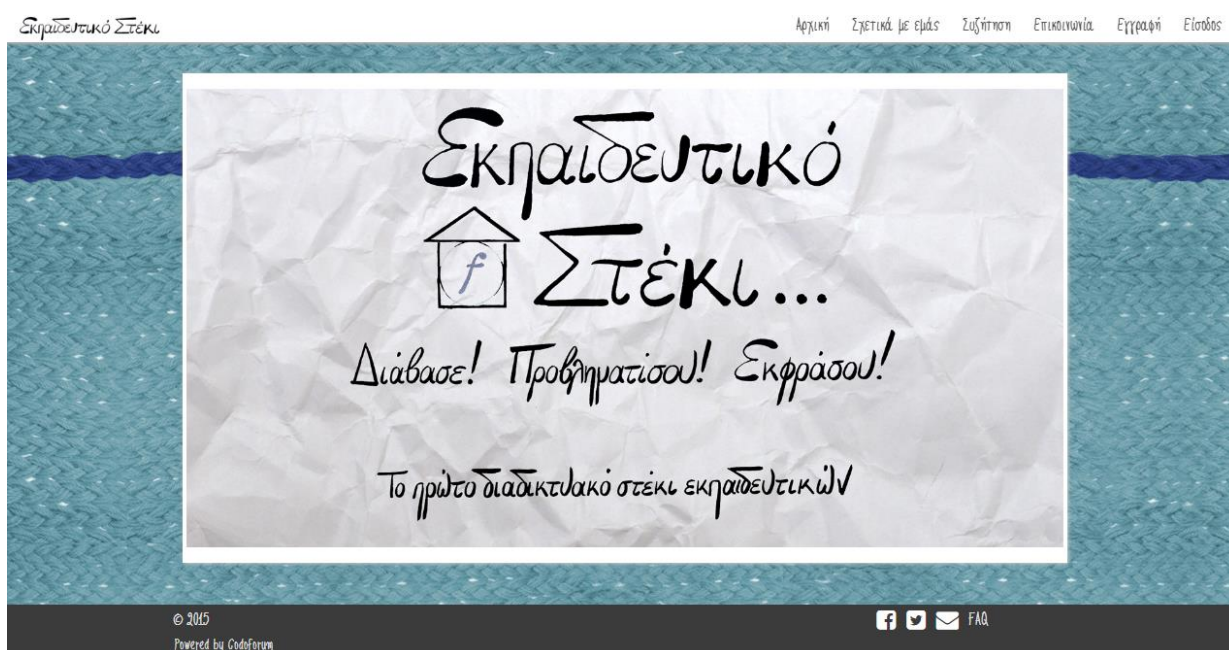 Εκπαιδευτικό Στέκι
Αρχική Σχετικά με εμάς Συζήτηση Επικοινωνία Εγγραφή Είσοδος
Εκπαιδευτικό
f Στέκι...
Διάβασε! Προβληματίσου! Εκφράσου!
Το πρώτο διαδικτυακό στέκι εκπαιδευτικών
© 2015
f FAQ
Powered by Codoforum